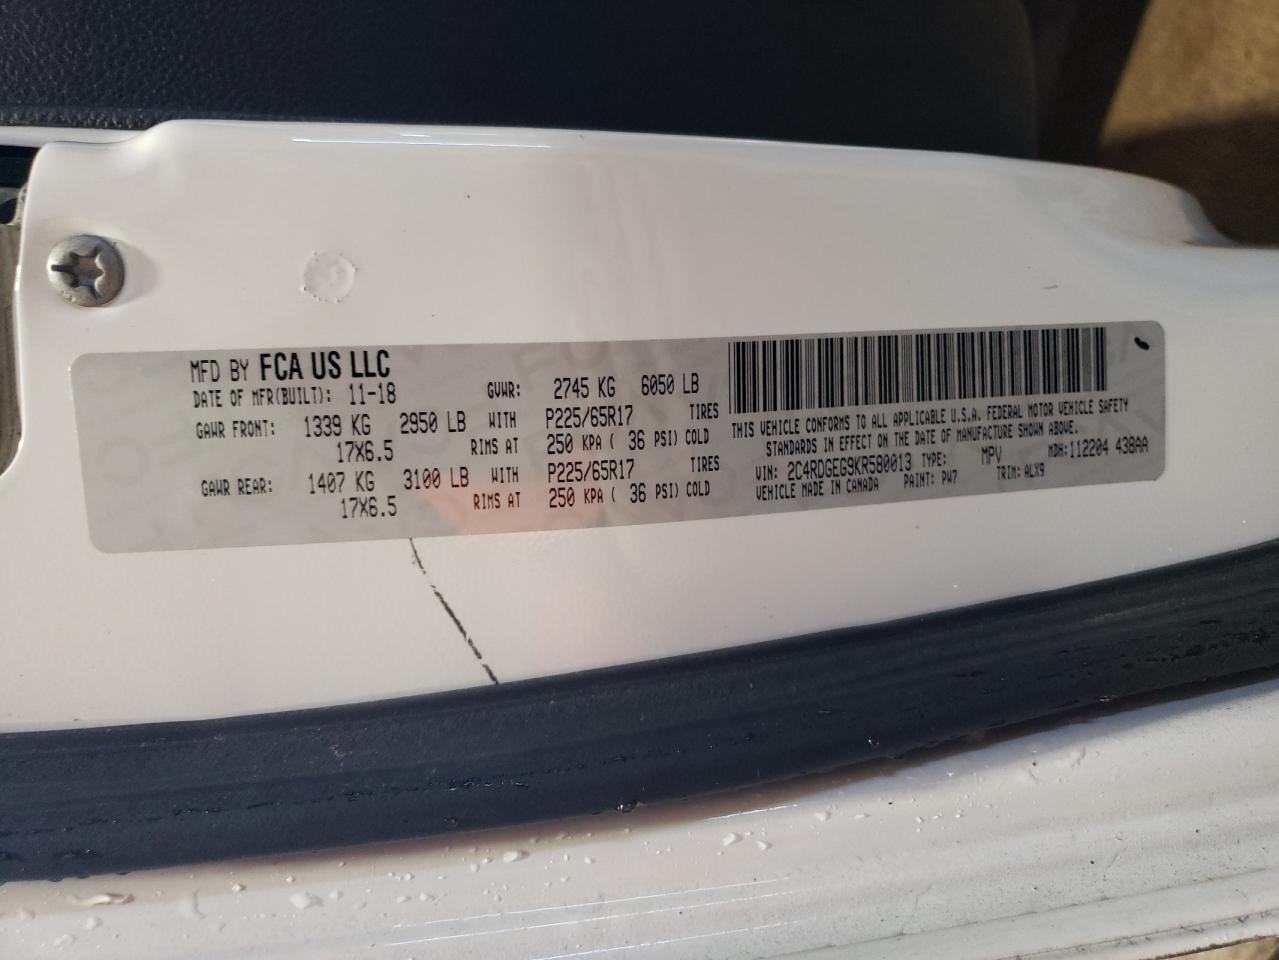 MFD BY FCA US LLC
DATE OF MFR(BUILT): 11-18 GVWR: 2745 KG 6050 LB
GAWR FRONT: 1339 KG 2950 LB WITH P225/65R17 TIRES
17X6.5 RIMS AT 250 KPA ( 36 PSI) COLD
GAWR REAR: 1407 KG 3100 LB WITH P225/65R17 TIRES
17X6.5 RIMS AT 250 KPA ( 36 PSI) COLD
THIS VEHICLE CONFORMS TO ALL APPLICABLE U.S.A. FEDERAL MOTOR VEHICLE SAFETY
STANDARDS IN EFFECT ON THE DATE OF MANUFACTURE SHOWN ABOVE.
VIN: 2C4RDGEG9KR580013 TYPE: MPV MDH:112204 438AA
VEHICLE MADE IN CANADA PAINT: PW7 TRIM: ALX9